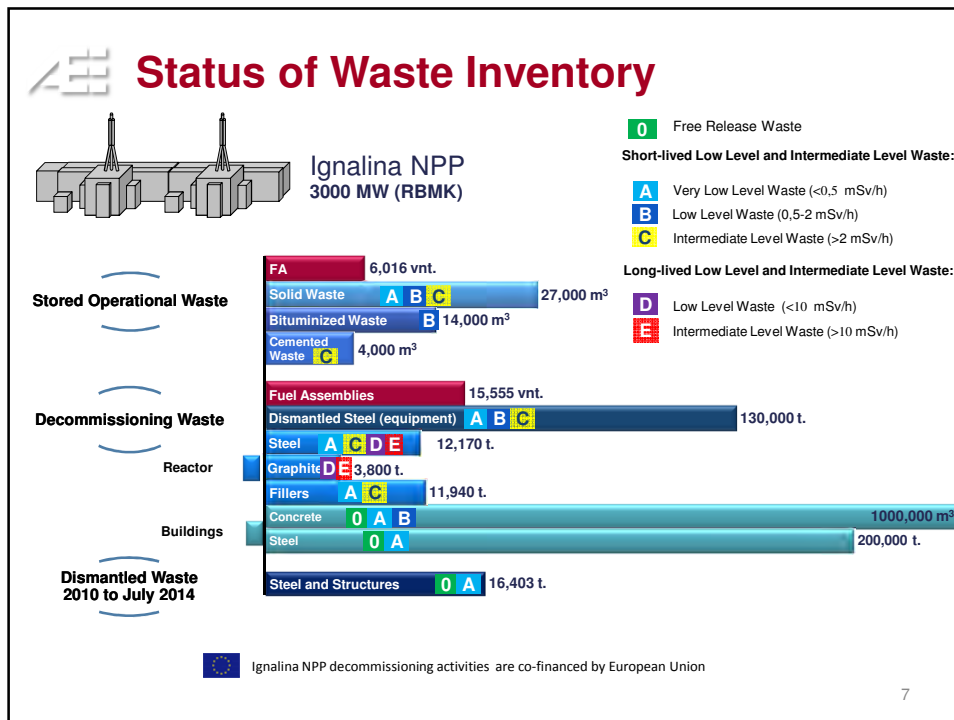 Status of Waste Inventory
Ignalina NPP
3000 MW (RBMK)
0 Free Release Waste
Short-lived Low Level and Intermediate Level Waste:
A Very Low Level Waste (<0,5 mSv/h)
B Low Level Waste (0,5-2 mSv/h)
C Intermediate Level Waste (>2 mSv/h)
Long-lived Low Level and Intermediate Level Waste:
D Low Level Waste (<10 mSv/h)
E Intermediate Level Waste (>10 mSv/h)
Stored Operational Waste
FA 6,016 vnt.
Solid Waste A B C 27,000 m³
Bituminized Waste B 14,000 m³
Cemented
Waste C 4,000 m³
Decommissioning Waste
Fuel Assemblies 15,555 vnt.
Dismantled Steel (equipment) A B C 130,000 t.
Reactor
Steel A C D E 12,170 t.
Graphite D E 3,800 t.
Fillers A C 11,940 t.
Buildings
Concrete 0 A B 1000,000 m³
Steel 0 A 200,000 t.
Dismantled Waste
2010 to July 2014
Steel and Structures 0 A 16,403 t.
Ignalina NPP decommissioning activities are co-financed by European Union
7